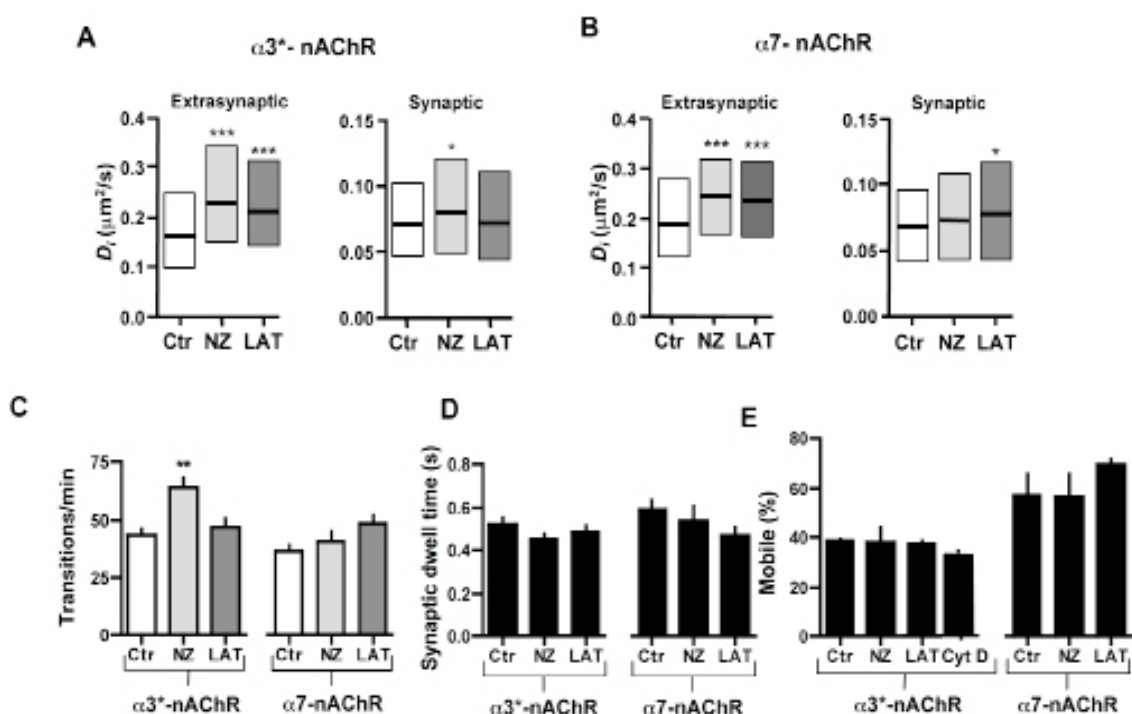 A
α3*- nAChR
Extrasynaptic
Synaptic
Di (μm²/s)
0.4
0.3
0.2
0.1
0.0
***
***
Ctr NZ LAT
0.15
0.10
0.05
0.00
*
Ctr NZ LAT
B
α7- nAChR
Extrasynaptic
Synaptic
Di (μm²/s)
0.4
0.3
0.2
0.1
0.0
***
***
Ctr NZ LAT
0.15
0.10
0.05
0.00
*
Ctr NZ LAT
C
Transitions/min
75
50
25
0
**
Ctr NZ LAT
α3*-nAChR
Ctr NZ LAT
α7-nAChR
D
Synaptic dwell time (s)
0.8
0.6
0.4
0.2
0.0
Ctr NZ LAT
α3*-nAChR
Ctr NZ LAT
α7-nAChR
E
Mobile (%)
80
60
40
20
0
Ctr NZ LAT Cyt D
α3*-nAChR
Ctr NZ LAT
α7-nAChR